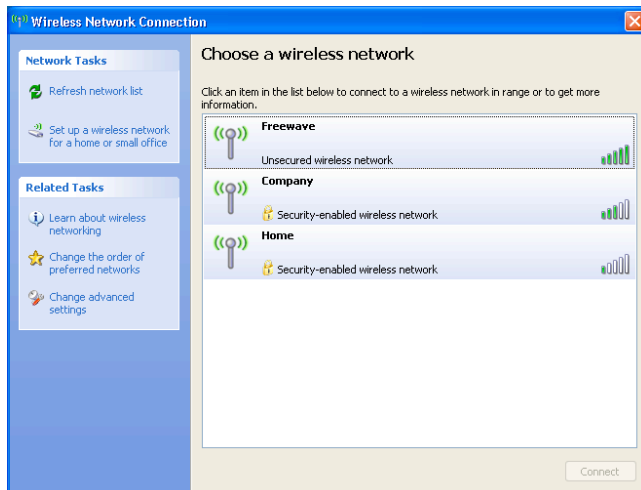 Wireless Network Connection
Network Tasks
Refresh network list
Set up a wireless network
for a home or small office
Related Tasks
Learn about wireless
networking
Change the order of
preferred networks
Change advanced
settings
Choose a wireless network
Click an item in the list below to connect to a wireless network in range or to get more
information.
Freewave
Unsecured wireless network
Company
Security-enabled wireless network
Home
Security-enabled wireless network
Connect